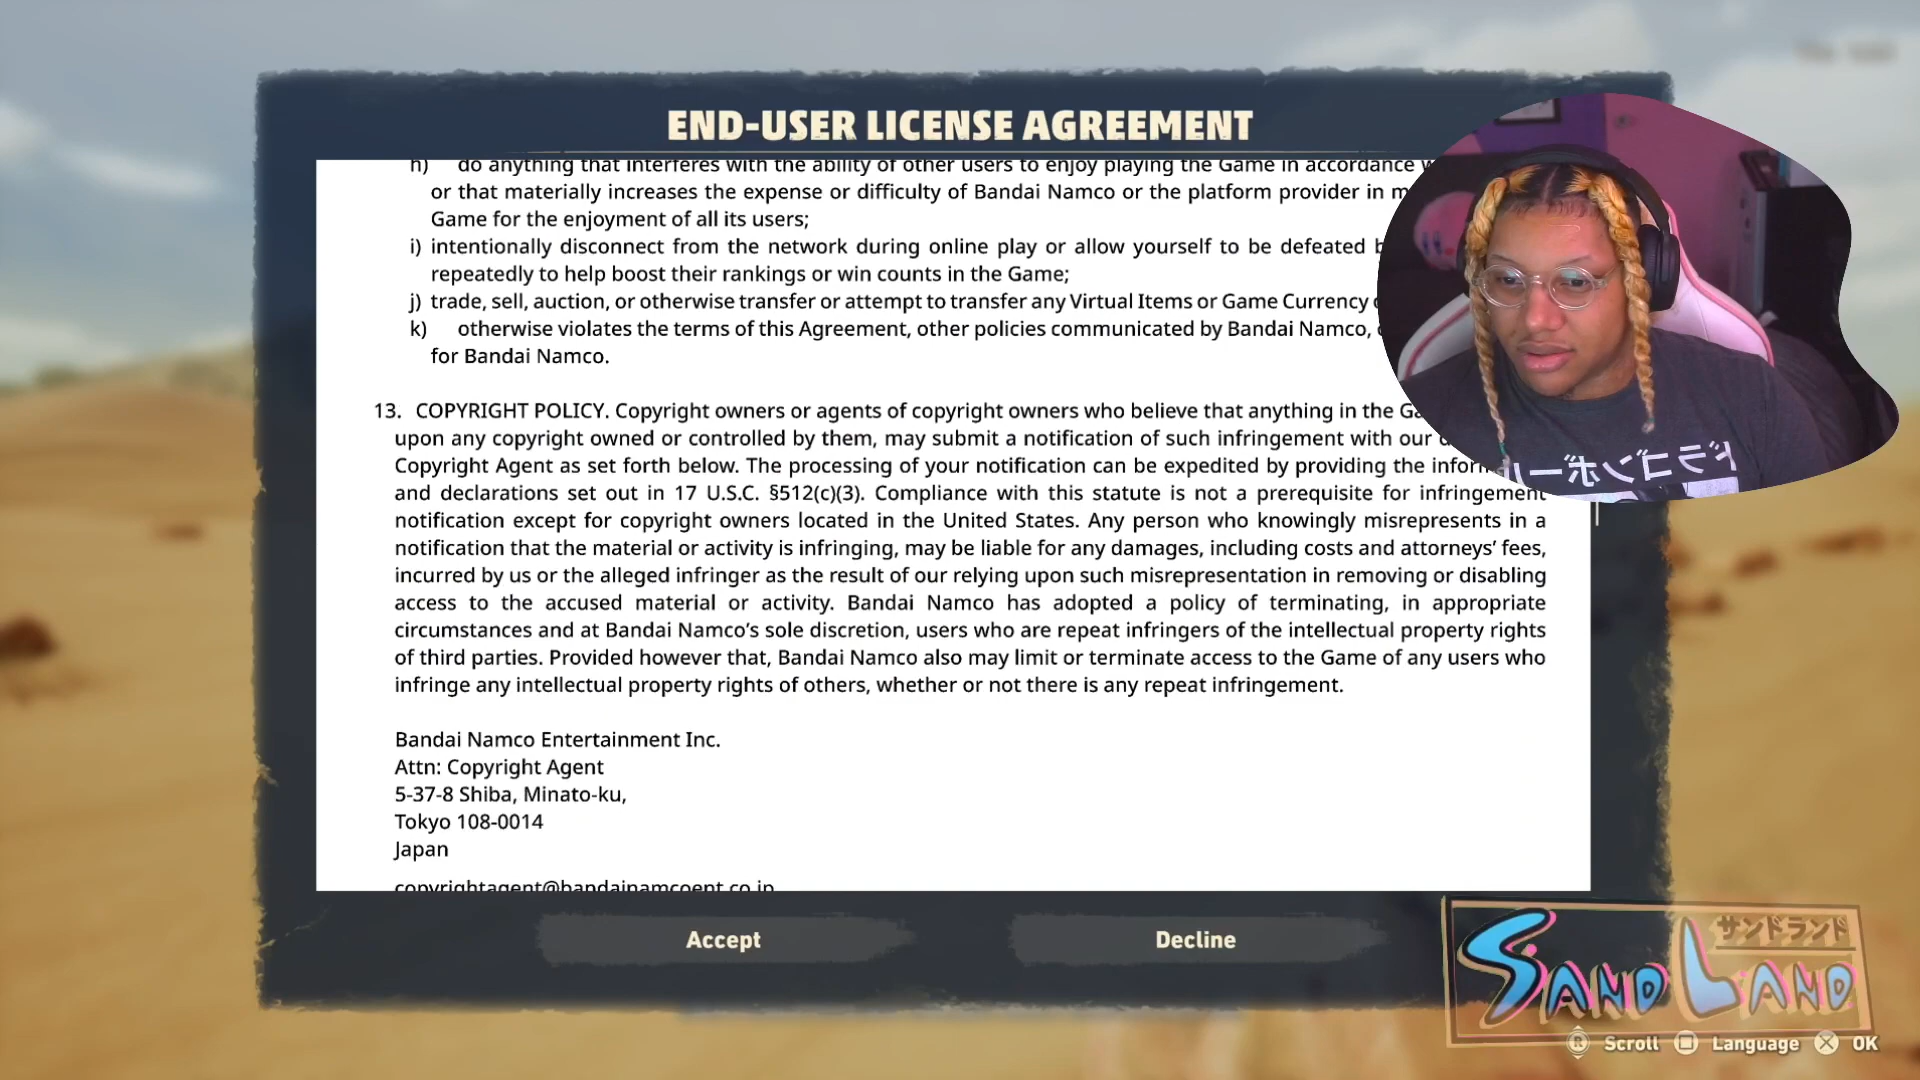 END-USER LICENSE AGREEMENT
h) do anything that interferes with the ability of other users to enjoy playing the Game in accordance
or that materially increases the expense or difficulty of Bandai Namco or the platform provider in
Game for the enjoyment of all its users;
i) intentionally disconnect from the network during online play or allow yourself to be defeated
repeatedly to help boost their rankings or win counts in the Game;
j) trade, sell, auction, or otherwise transfer or attempt to transfer any Virtual Items or Game Currency
k) otherwise violates the terms of this Agreement, other policies communicated by Bandai Namco,
for Bandai Namco.
13. COPYRIGHT POLICY. Copyright owners or agents of copyright owners who believe that anything in the
upon any copyright owned or controlled by them, may submit a notification of such infringement with our
Copyright Agent as set forth below. The processing of your notification can be expedited by providing the
and declarations set out in 17 U.S.C. §512(c)(3). Compliance with this statute is not a prerequisite for infringement
notification except for copyright owners located in the United States. Any person who knowingly misrepresents in a
notification that the material or activity is infringing, may be liable for any damages, including costs and attorneys’ fees,
incurred by us or the alleged infringer as the result of our relying upon such misrepresentation in removing or disabling
access to the accused material or activity. Bandai Namco has adopted a policy of terminating, in appropriate
circumstances and at Bandai Namco’s sole discretion, users who are repeat infringers of the intellectual property rights
of third parties. Provided however that, Bandai Namco also may limit or terminate access to the Game of any users who
infringe any intellectual property rights of others, whether or not there is any repeat infringement.
Bandai Namco Entertainment Inc.
Attn: Copyright Agent
5-37-8 Shiba, Minato-ku,
Tokyo 108-0014
Japan
copyrightagent@bandainamcoent.co.jp
Accept
Decline
サンドランド
SAND LAND
R Scroll Language OK